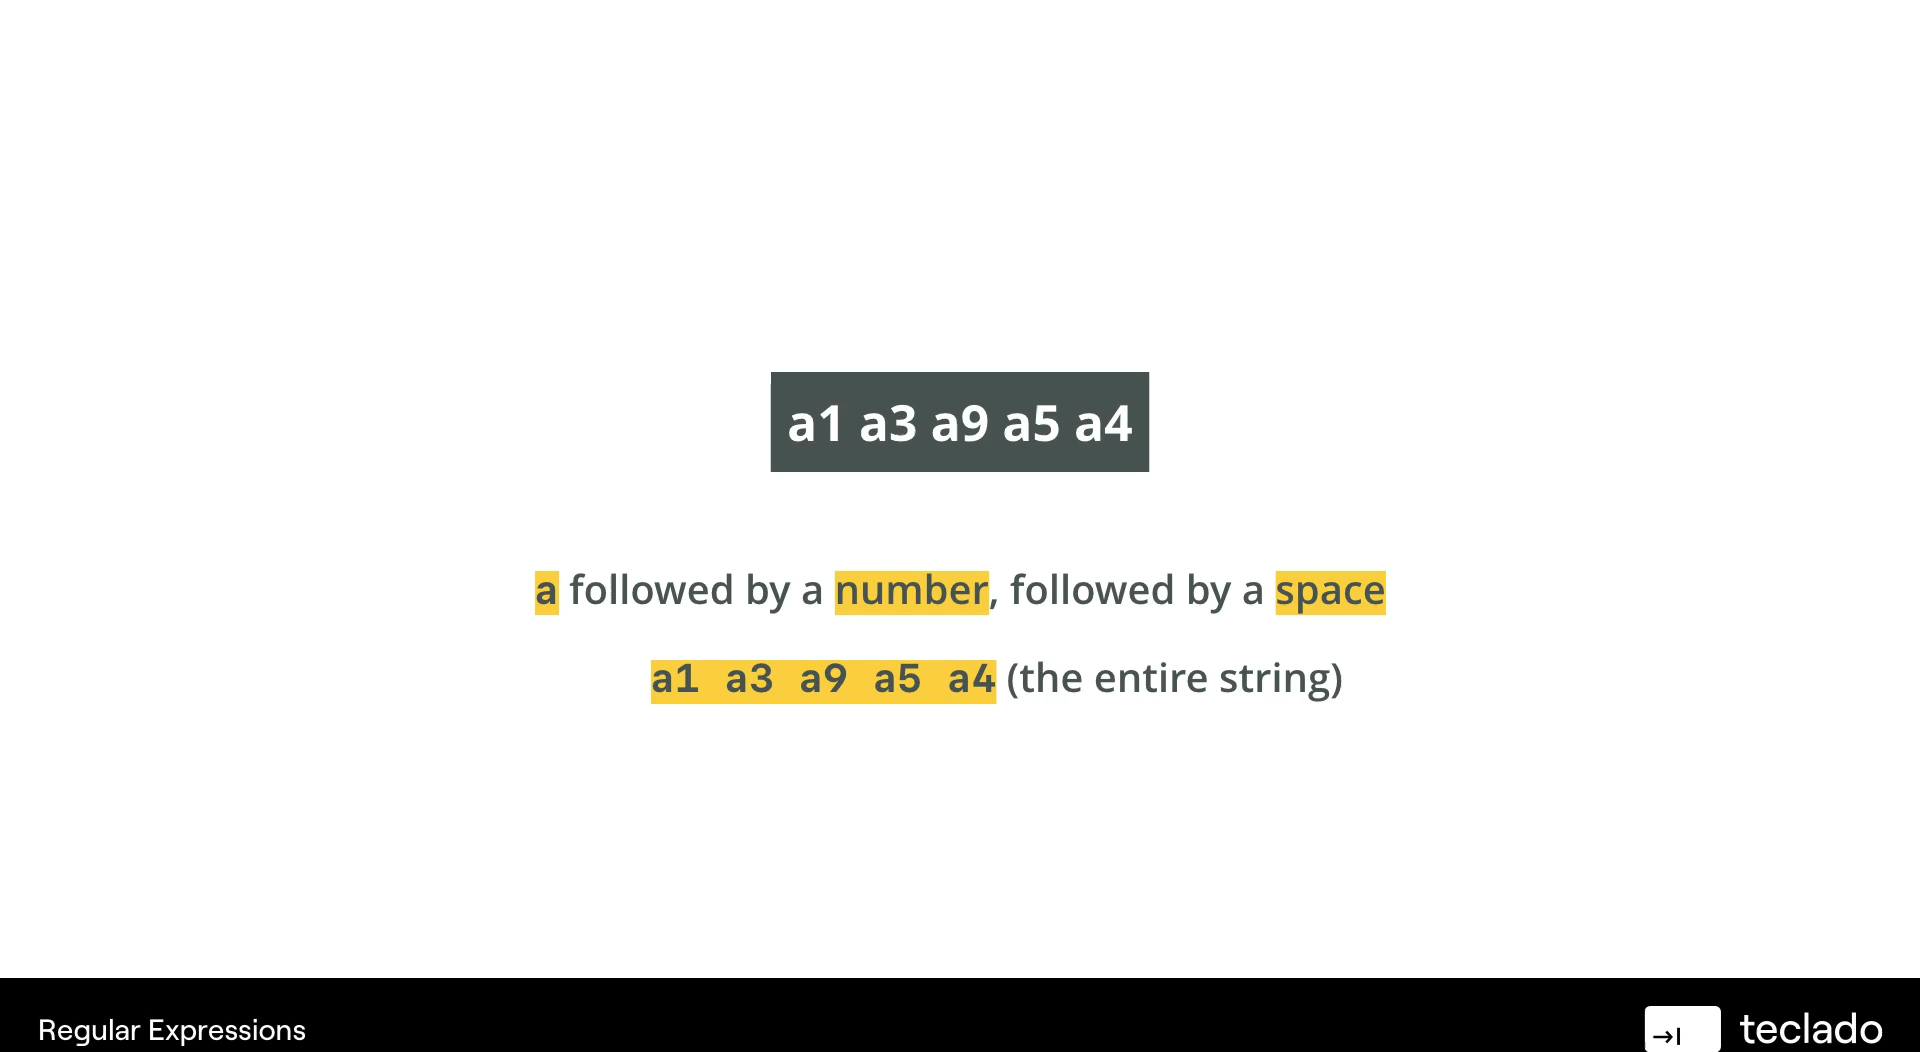 a1 a3 a9 a5 a4
a followed by a number, followed by a space
a1 a3 a9 a5 a4 (the entire string)
Regular Expressions
teclado